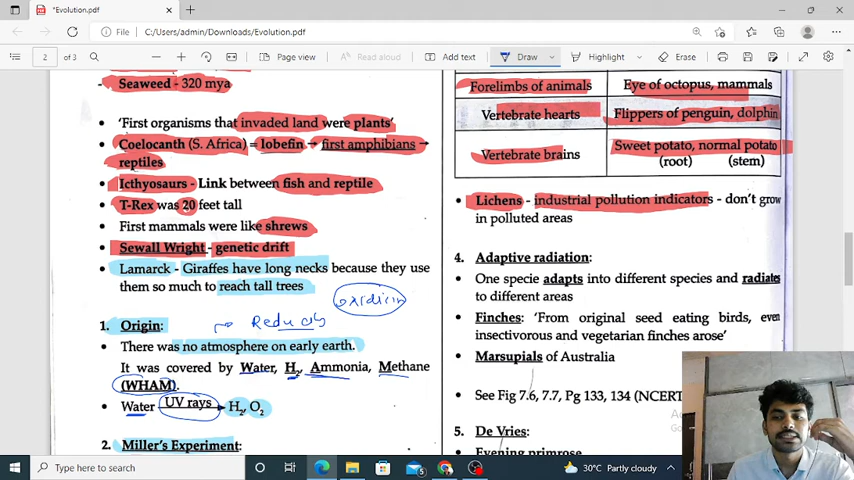 *Evolution.pdf
File
C:/Users/admin/Downloads/Evolution.pdf
2 of 3
Page view
Read aloud
Add text
Draw
Highlight
Erase
- Seaweed - 320 mya
• 'First organisms that invaded land were plants'
• Coelocanth (S. Africa) = lobefin → first amphibians → reptiles
• Icthyosaurs - Link between fish and reptile
• T-Rex was 20 feet tall
• First mammals were like shrews
• Sewall Wright - genetic drift
• Lamarck - Giraffes have long necks because they use
them so much to reach tall trees
1. Origin:
• There was no atmosphere on early earth.
It was covered by Water, H2, Ammonia, Methane
(WHAM).
• Water UV rays → H2, O2
2. Miller's Experiment:
Forelimbs of animals Eye of octopus, mammals
Vertebrate hearts Flippers of penguin, dolphin
Vertebrate brains Sweet potato, normal potato
(root) (stem)
• Lichens - industrial pollution indicators - don't grow
in polluted areas
4. Adaptive radiation:
• One specie adapts into different species and radiates
to different areas
• Finches: 'From original seed eating birds, even
insectivorous and vegetarian finches arose'
• Marsupials of Australia
• See Fig 7.6, 7.7, Pg 133, 134 (NCERT
5. De Vries:
Evening primrose
Type here to search
30°C Partly cloudy